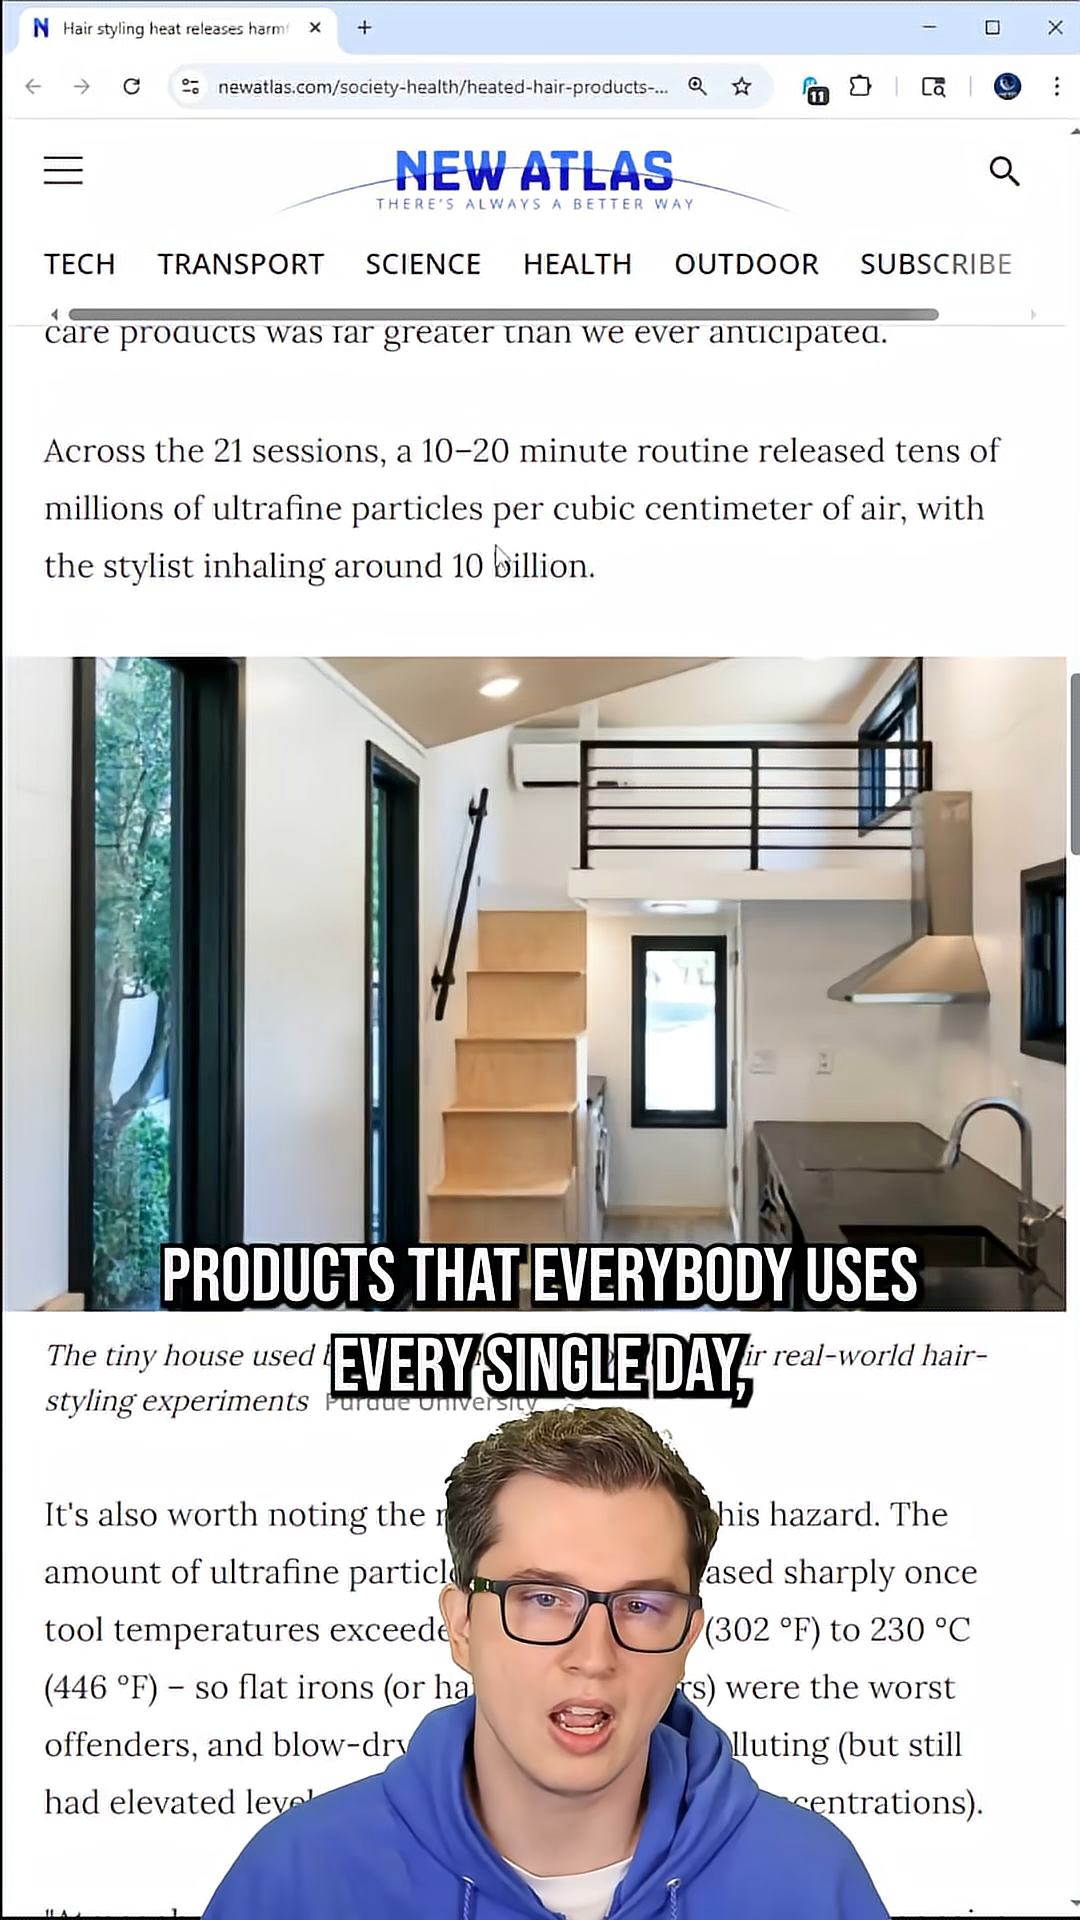 Hair styling heat releases harm
newatlas.com/society-health/heated-hair-products-...
11
NEW ATLAS
THERE'S ALWAYS A BETTER WAY
TECH TRANSPORT SCIENCE HEALTH OUTDOOR SUBSCRIBE
care products was far greater than we ever anticipated.
Across the 21 sessions, a 10–20 minute routine released tens of
millions of ultrafine particles per cubic centimeter of air, with
the stylist inhaling around 10 billion.
PRODUCTS THAT EVERYBODY USES
EVERY SINGLE DAY,
The tiny house used real-world hair-
styling experiments Purdue University
It's also worth noting the his hazard. The
amount of ultrafine particl ased sharply once
tool temperatures exceede (302 °F) to 230 °C
(446 °F) – so flat irons (or ha rs) were the worst
offenders, and blow-dry lluting (but still
had elevated level centrations).